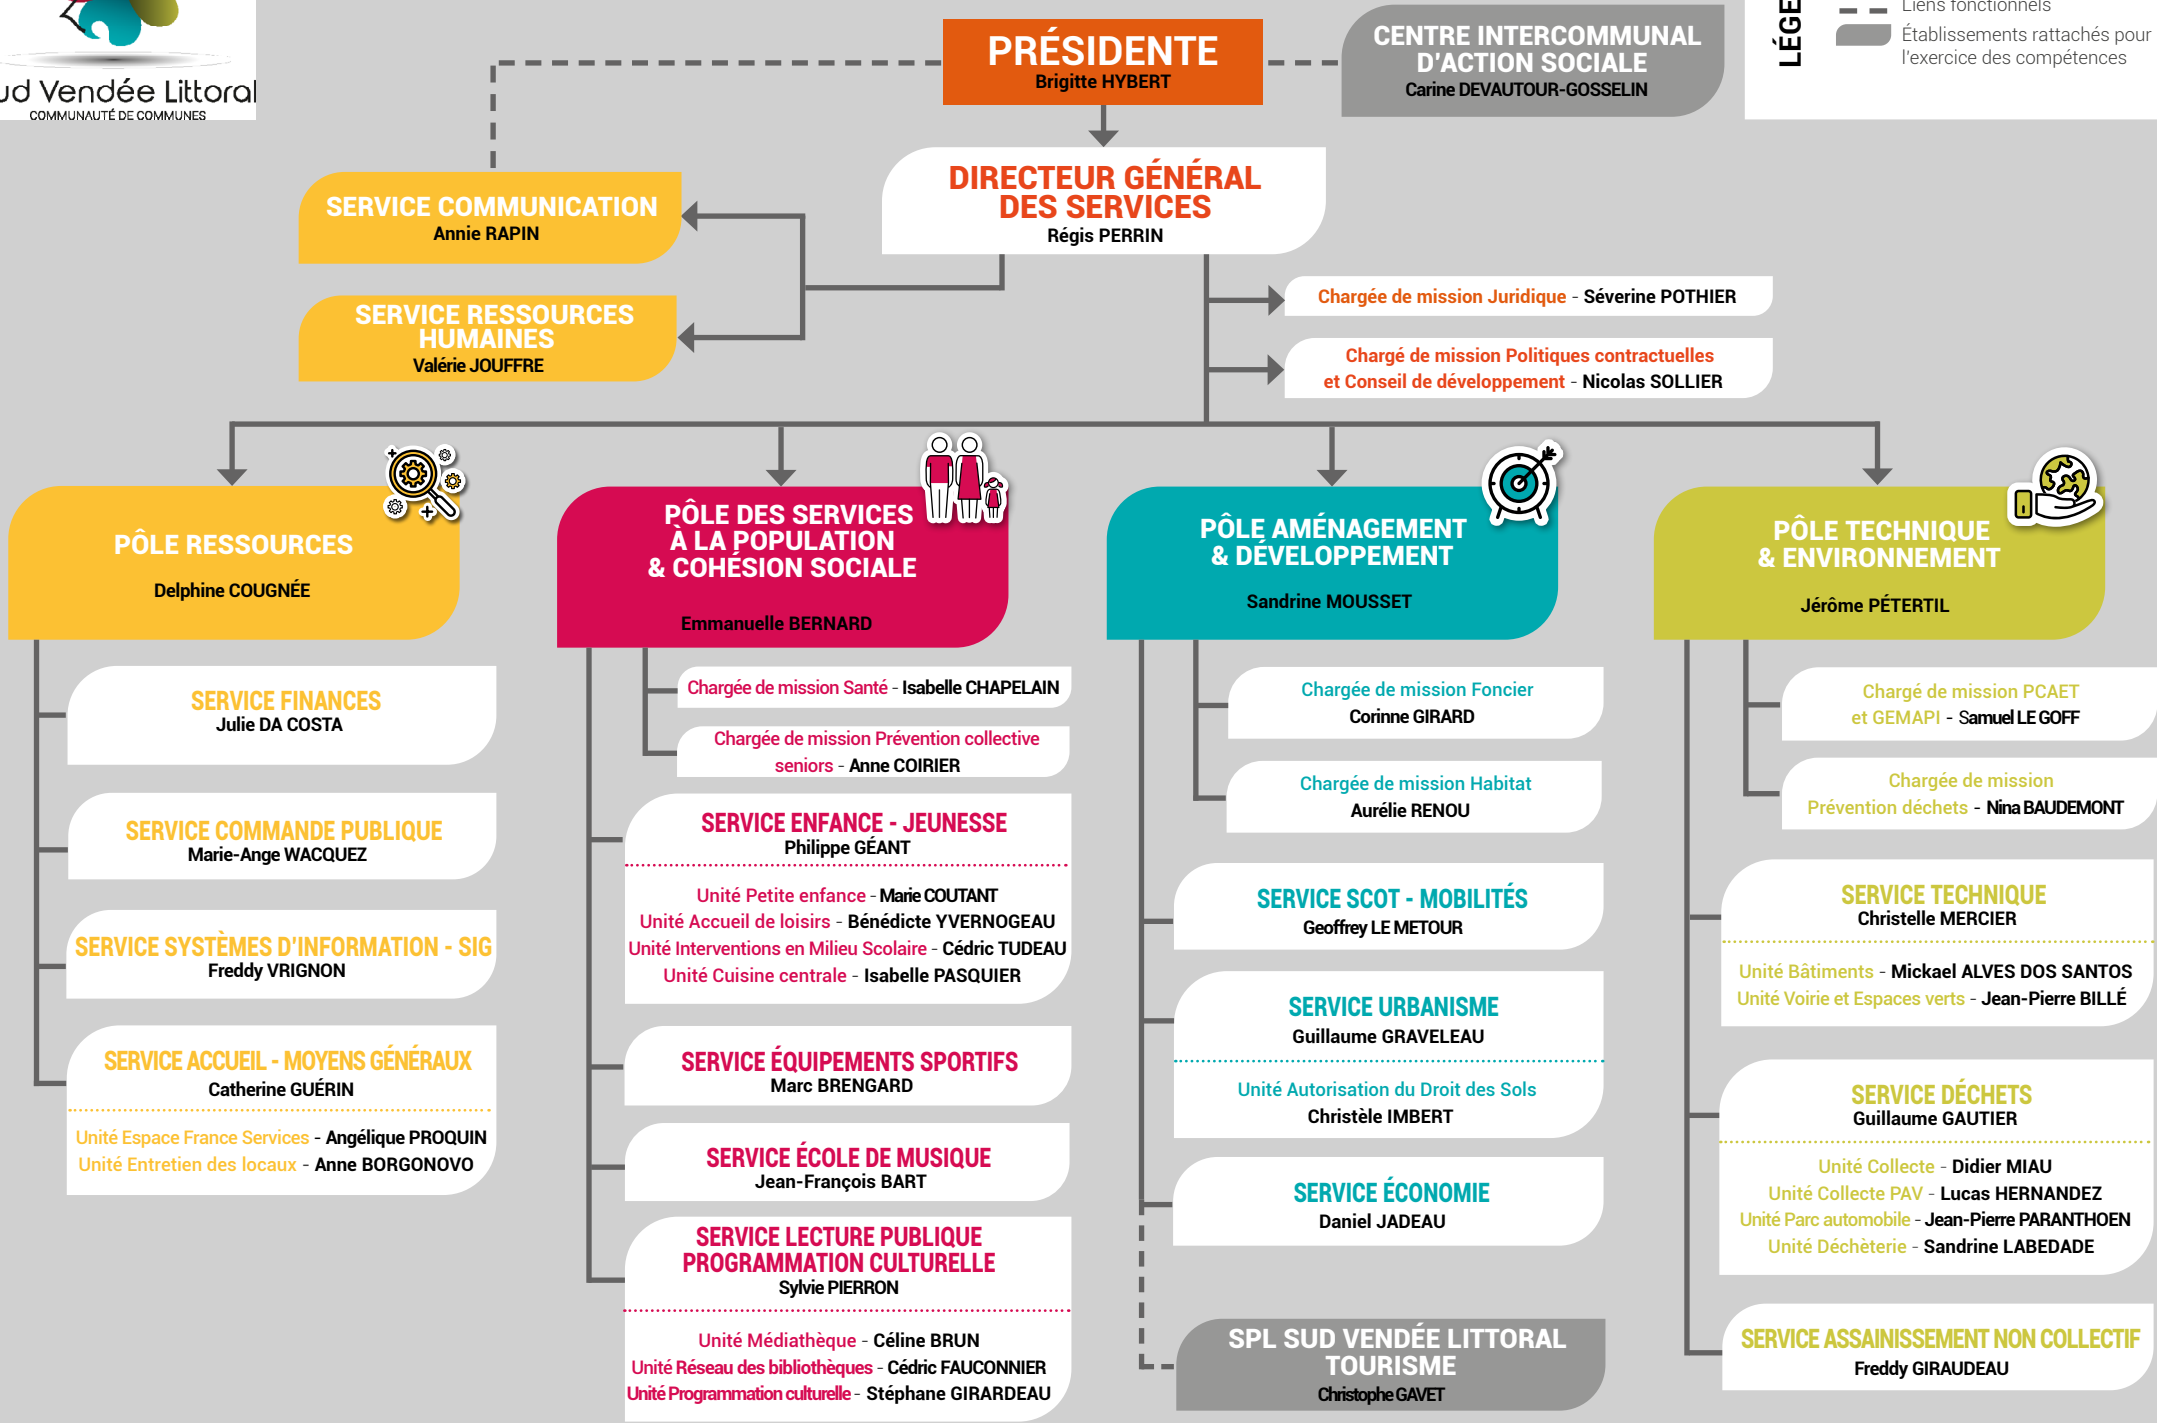 Vendée Littoral
COMMUNAUTÉ DE COMMUNES
PRÉSIDENTE
Brigitte HYBERT
CENTRE INTERCOMMUNAL
D'ACTION SOCIALE
Carine DEVAUTOUR-GOSSELIN
Liens fonctionnels
Établissements rattachés pour
l'exercice des compétences
DIRECTEUR GÉNÉRAL
DES SERVICES
Régis PERRIN
SERVICE COMMUNICATION
Annie RAPIN
SERVICE RESSOURCES
HUMAINES
Valérie JOUFFRE
Chargée de mission Juridique - Séverine POTHIER
Chargé de mission Politiques contractuelles
et Conseil de développement - Nicolas SOLLIER
PÔLE RESSOURCES
Delphine COUGNÉE
SERVICE FINANCES
Julie DA COSTA
SERVICE COMMANDE PUBLIQUE
Marie-Ange WACQUEZ
SERVICE SYSTÈMES D'INFORMATION - SIG
Freddy VRIGNON
SERVICE ACCUEIL - MOYENS GÉNÉRAUX
Catherine GUÉRIN
Unité Espace France Services - Angélique PROQUIN
Unité Entretien des locaux - Anne BORGONOVO
PÔLE DES SERVICES
À LA POPULATION
& COHÉSION SOCIALE
Emmanuelle BERNARD
Chargée de mission Santé - Isabelle CHAPELAIN
Chargée de mission Prévention collective
seniors - Anne COIRIER
SERVICE ENFANCE - JEUNESSE
Philippe GÉANT
Unité Petite enfance - Marie COUTANT
Unité Accueil de loisirs - Bénédicte YVERNOGEAU
Unité Interventions en Milieu Scolaire - Cédric TUDEAU
Unité Cuisine centrale - Isabelle PASQUIER
SERVICE ÉQUIPEMENTS SPORTIFS
Marc BRENGARD
SERVICE ÉCOLE DE MUSIQUE
Jean-François BART
SERVICE LECTURE PUBLIQUE
PROGRAMMATION CULTURELLE
Sylvie PIERRON
Unité Médiathèque - Céline BRUN
Unité Réseau des bibliothèques - Cédric FAUCONNIER
Unité Programmation culturelle - Stéphane GIRARDEAU
PÔLE AMÉNAGEMENT
& DÉVELOPPEMENT
Sandrine MOUSSET
Chargée de mission Foncier
Corinne GIRARD
Chargée de mission Habitat
Aurélie RENOU
SERVICE SCOT - MOBILITÉS
Geoffrey LE METOUR
SERVICE URBANISME
Guillaume GRAVELEAU
Unité Autorisation du Droit des Sols
Christèle IMBERT
SERVICE ÉCONOMIE
Daniel JADEAU
SPL SUD VENDÉE LITTORAL
TOURISME
Christophe GAVET
PÔLE TECHNIQUE
& ENVIRONNEMENT
Jérôme PÉTERTIL
Chargé de mission PCAET
et GEMAPI - Samuel LE GOFF
Chargée de mission
Prévention déchets - Nina BAUDEMONT
SERVICE TECHNIQUE
Christelle MERCIER
Unité Bâtiments - Mickael ALVES DOS SANTOS
Unité Voirie et Espaces verts - Jean-Pierre BILLÉ
SERVICE DÉCHETS
Guillaume GAUTIER
Unité Collecte - Didier MIAU
Unité Collecte PAV - Lucas HERNANDEZ
Unité Parc automobile - Jean-Pierre PARANTHOEN
Unité Déchèterie - Sandrine LABEDADE
SERVICE ASSAINISSEMENT NON COLLECTIF
Freddy GIRAUDEAU